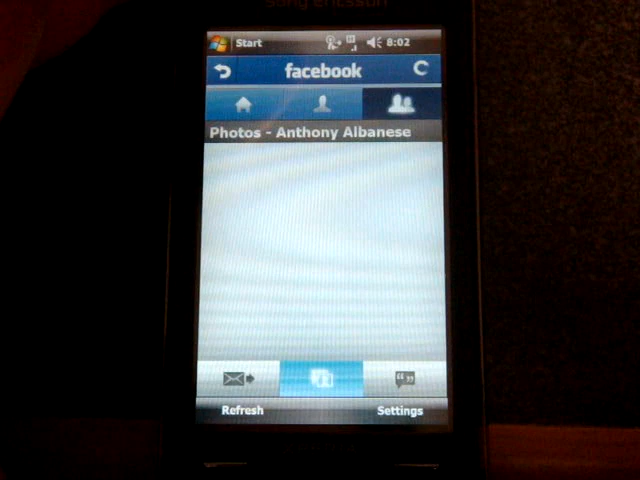 sony ericsson
Start 8:02
facebook
Photos - Anthony Albanese
Refresh Settings